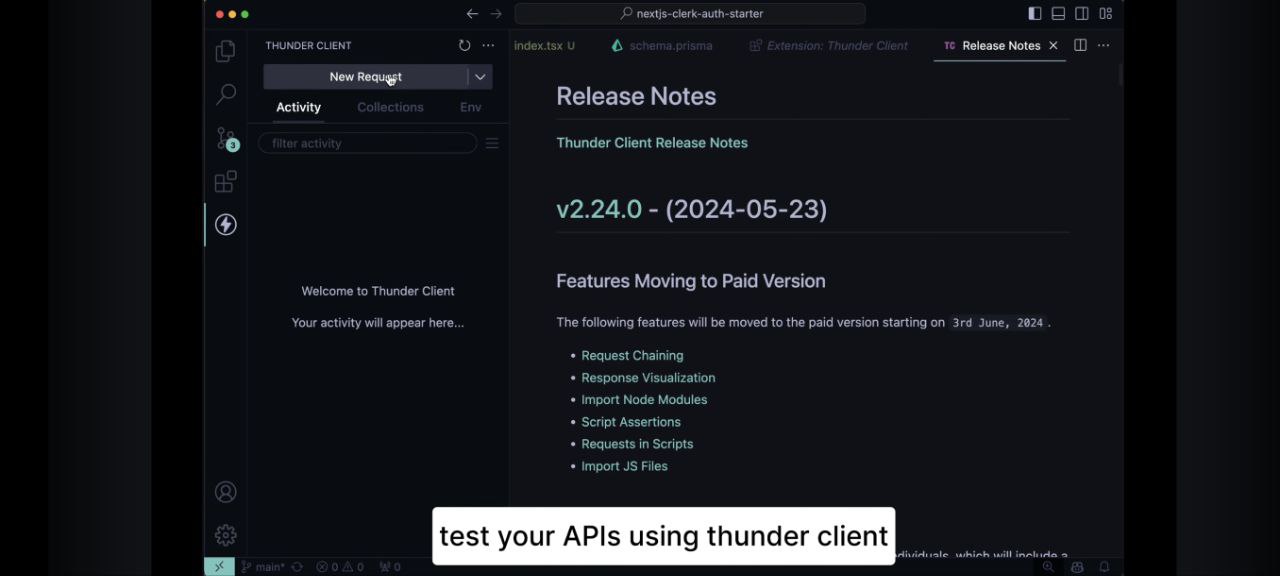 nextjs-clerk-auth-starter
THUNDER CLIENT
index.tsx U
schema.prisma
Extension: Thunder Client
TC Release Notes
New Request
Activity
Collections
Env
filter activity
3
Welcome to Thunder Client
Your activity will appear here...
Release Notes
Thunder Client Release Notes
v2.24.0 - (2024-05-23)
Features Moving to Paid Version
The following features will be moved to the paid version starting on 3rd June, 2024.
• Request Chaining
• Response Visualization
• Import Node Modules
• Script Assertions
• Requests in Scripts
• Import JS Files
ndividuals, which will include a
test your APIs using thunder client
main*
0
0
0